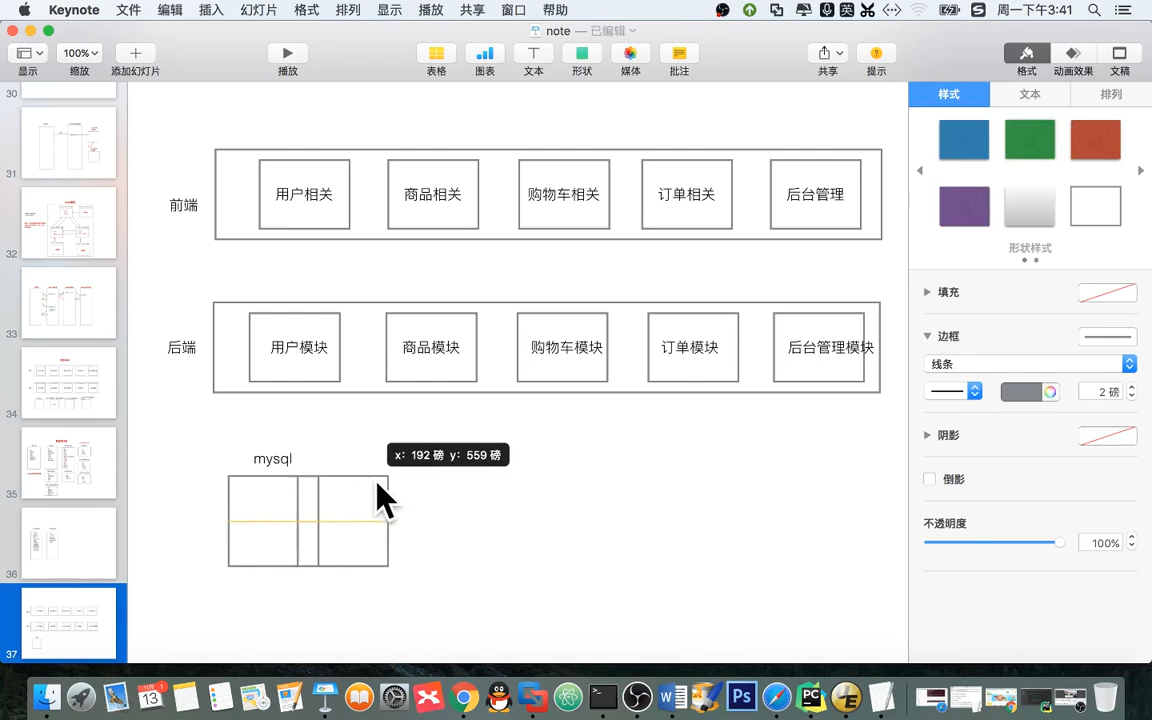 Keynote 文件 编辑 插入 幻灯片 格式 排列 显示 播放 共享 窗口 帮助 英 周一下午3:41
note — 已编辑
100%
显示 缩放 添加幻灯片 播放 表格 图表 文本 形状 媒体 批注 共享 提示 格式 动画效果 文稿
样式 文本 排列
30
31
32
33
34
35
36
37
前端
用户相关 商品相关 购物车相关 订单相关 后台管理
后端
用户模块 商品模块 购物车模块 订单模块 后台管理模块
mysql
x: 192 磅 y: 559 磅
形状样式
填充
边框
线条
2 磅
阴影
倒影
不透明度
100%
13
1
W
Ps
PC